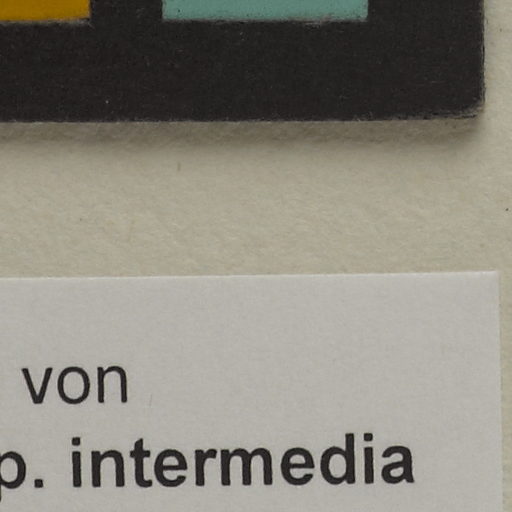 von
p. intermedia